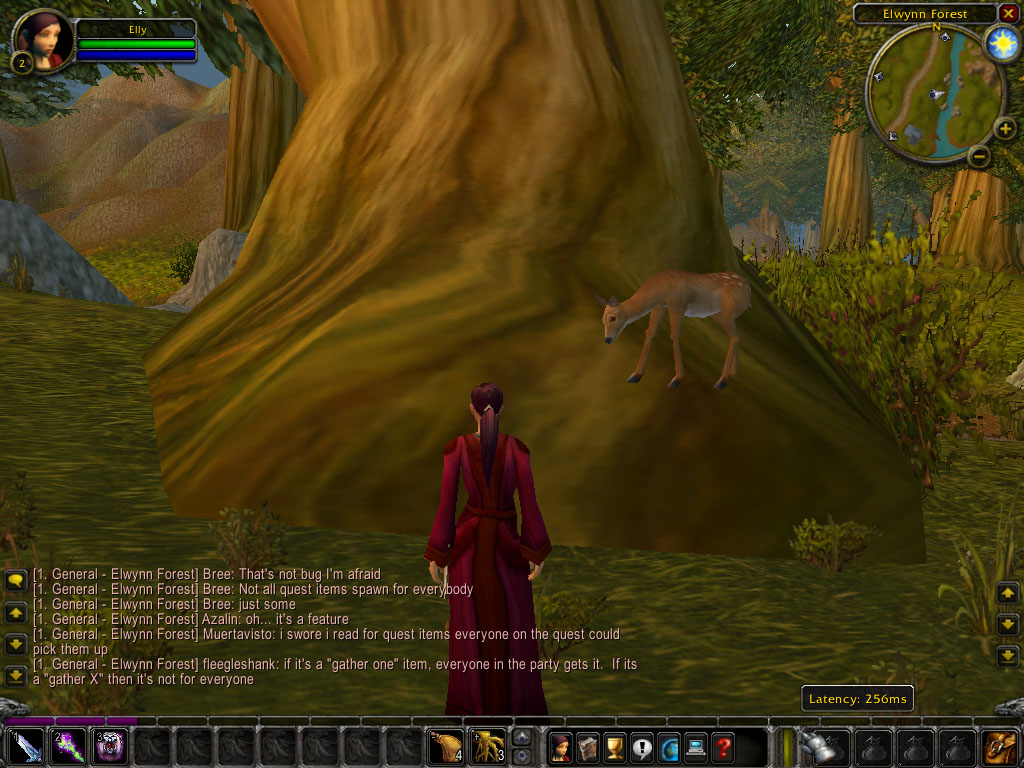 Elly
2
Elwynn Forest
N
[1. General - Elwynn Forest] Bree: That's not bug I'm afraid
[1. General - Elwynn Forest] Bree: Not all quest items spawn for everybody
[1. General - Elwynn Forest] Bree: just some
[1. General - Elwynn Forest] Azalin: oh... it's a feature
[1. General - Elwynn Forest] Muertavisto: i swore i read for quest items everyone on the quest could
pick them up
[1. General - Elwynn Forest] fleegleshank: if it's a "gather one" item, everyone in the party gets it.  If its
a "gather X" then it's not for everyone
Latency: 256ms
1 2 3 4 3